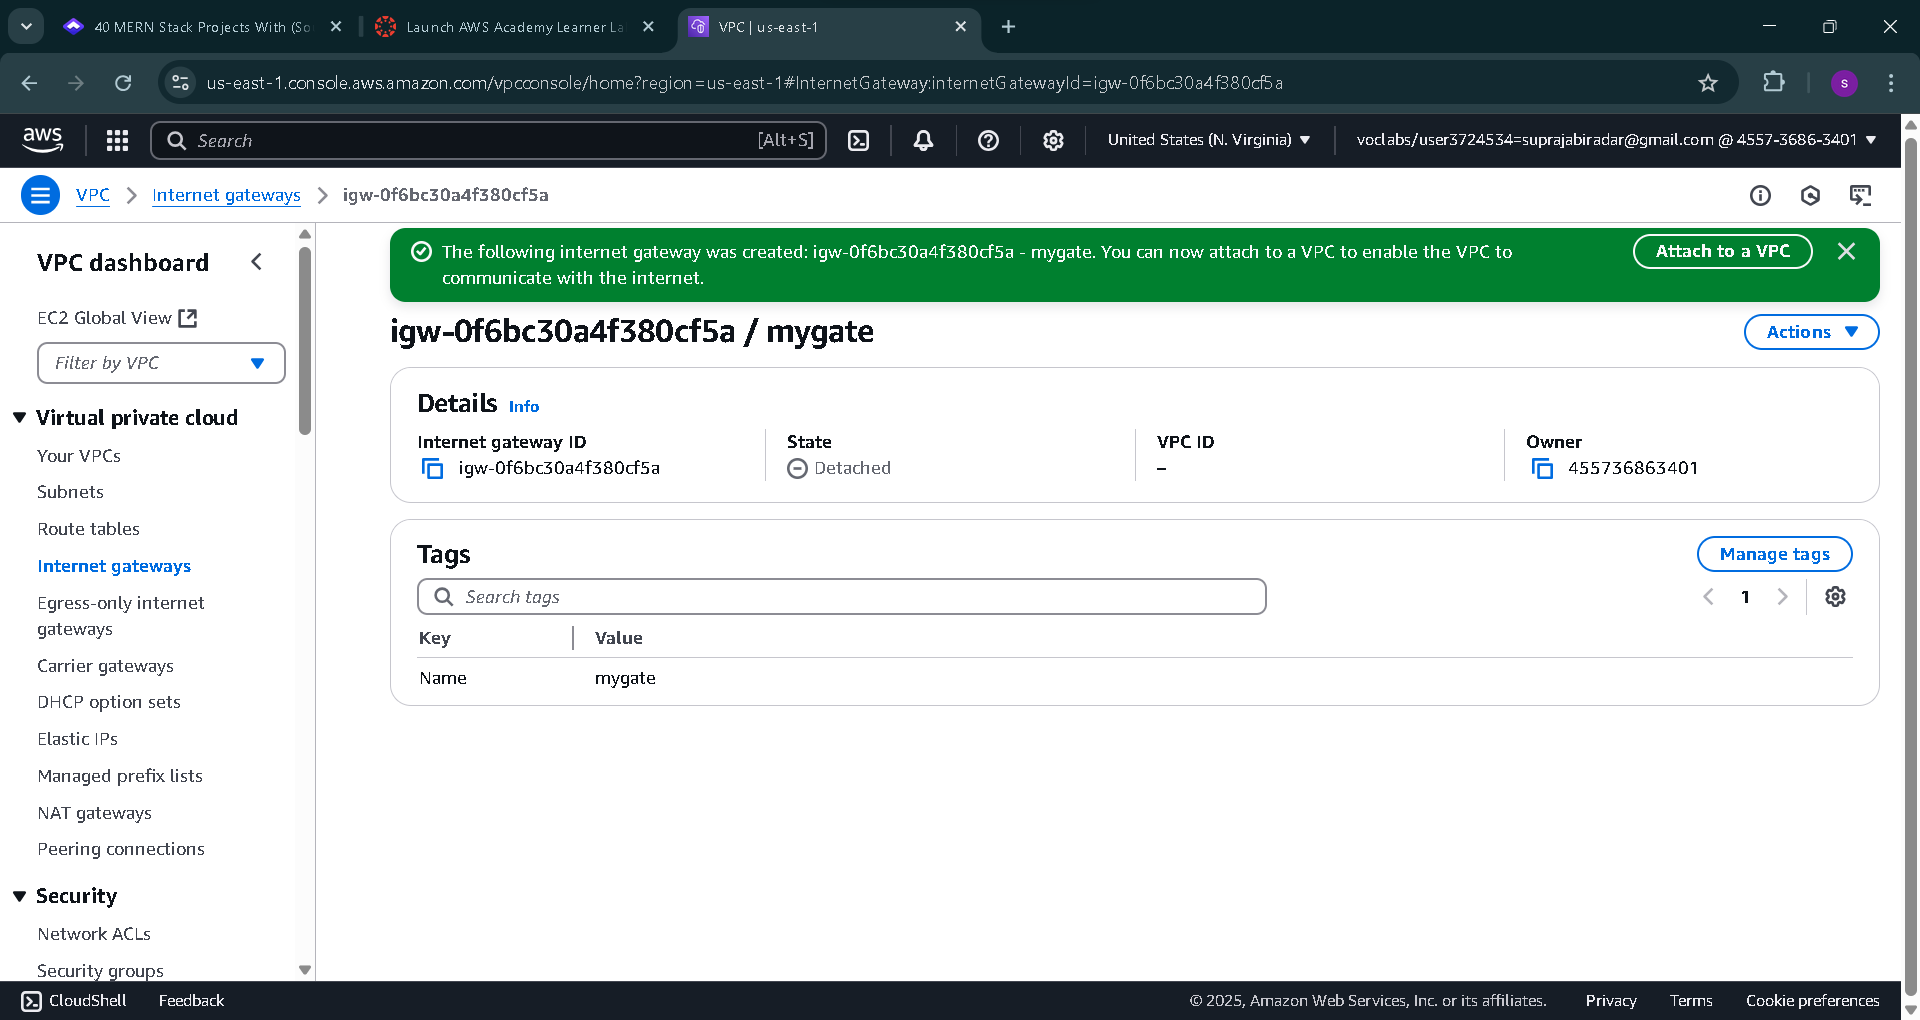 40 MERN Stack Projects With (So
Launch AWS Academy Learner La
VPC | us-east-1
us-east-1.console.aws.amazon.com/vpcconsole/home?region=us-east-1#InternetGateway:internetGatewayId=igw-0f6bc30a4f380cf5a
s
aws
Search
[Alt+S]
United States (N. Virginia)
voclabs/user3724534=suprajabiradar@gmail.com @ 4557-3686-3401
VPC
Internet gateways
igw-0f6bc30a4f380cf5a
VPC dashboard
EC2 Global View
Filter by VPC
Virtual private cloud
Your VPCs
Subnets
Route tables
Internet gateways
Egress-only internet
gateways
Carrier gateways
DHCP option sets
Elastic IPs
Managed prefix lists
NAT gateways
Peering connections
Security
Network ACLs
Security groups
The following internet gateway was created: igw-0f6bc30a4f380cf5a - mygate. You can now attach to a VPC to enable the VPC to
communicate with the internet.
Attach to a VPC
igw-0f6bc30a4f380cf5a / mygate
Actions
Details Info
Internet gateway ID
igw-0f6bc30a4f380cf5a
State
Detached
VPC ID
–
Owner
455736863401
Tags
Manage tags
Search tags
1
Key Value
Name mygate
CloudShell
Feedback
© 2025, Amazon Web Services, Inc. or its affiliates.
Privacy
Terms
Cookie preferences